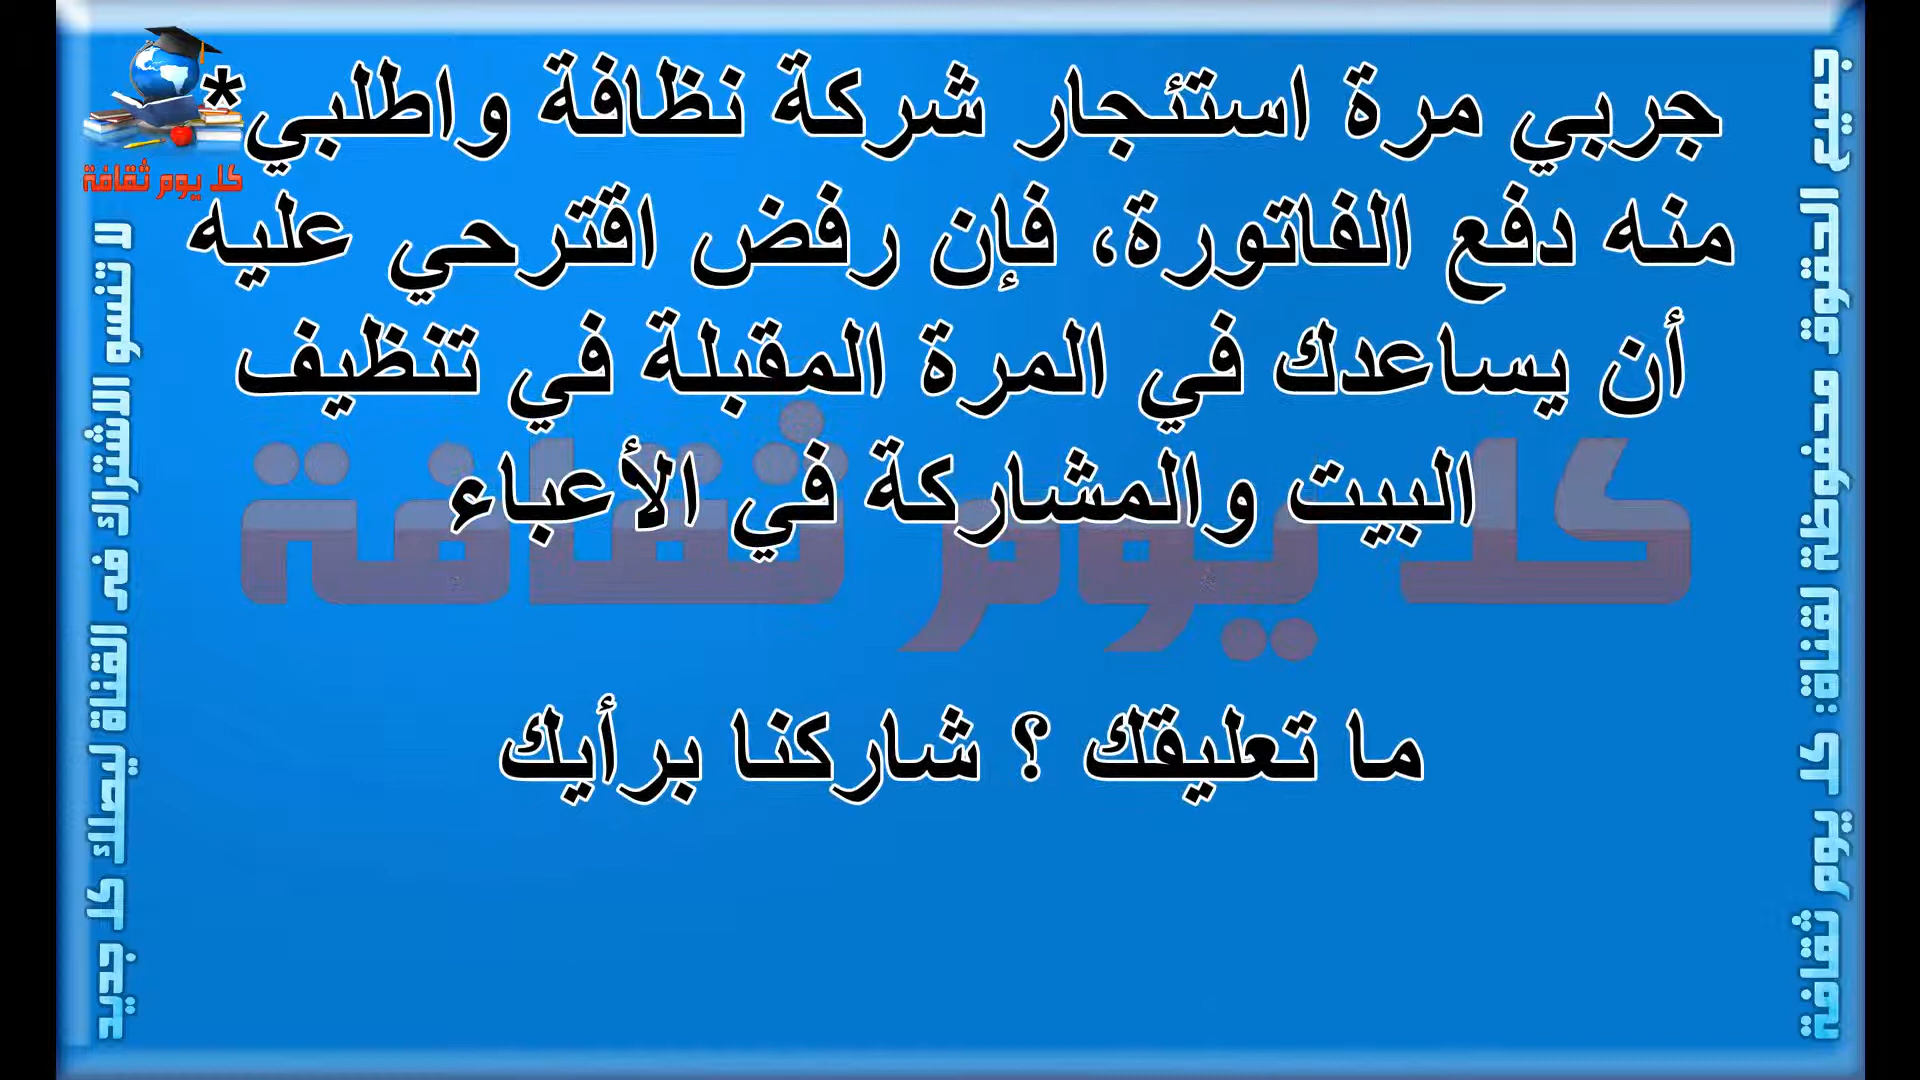 جربي مرة استئجار شركة نظافة واطلبي*
منه دفع الفاتورة، فإن رفض اقترحي عليه
أن يساعدك في المرة المقبلة في تنظيف
البيت والمشاركة في الأعباء
ما تعليقك ؟ شاركنا برأيك
كل يوم ثقافة
كل يوم ثقافة
جميع الحقوق محفوظة لقناة: كل يوم ثقافة
لا تنسو الاشتراك فى القناة ليصلك كل جديد